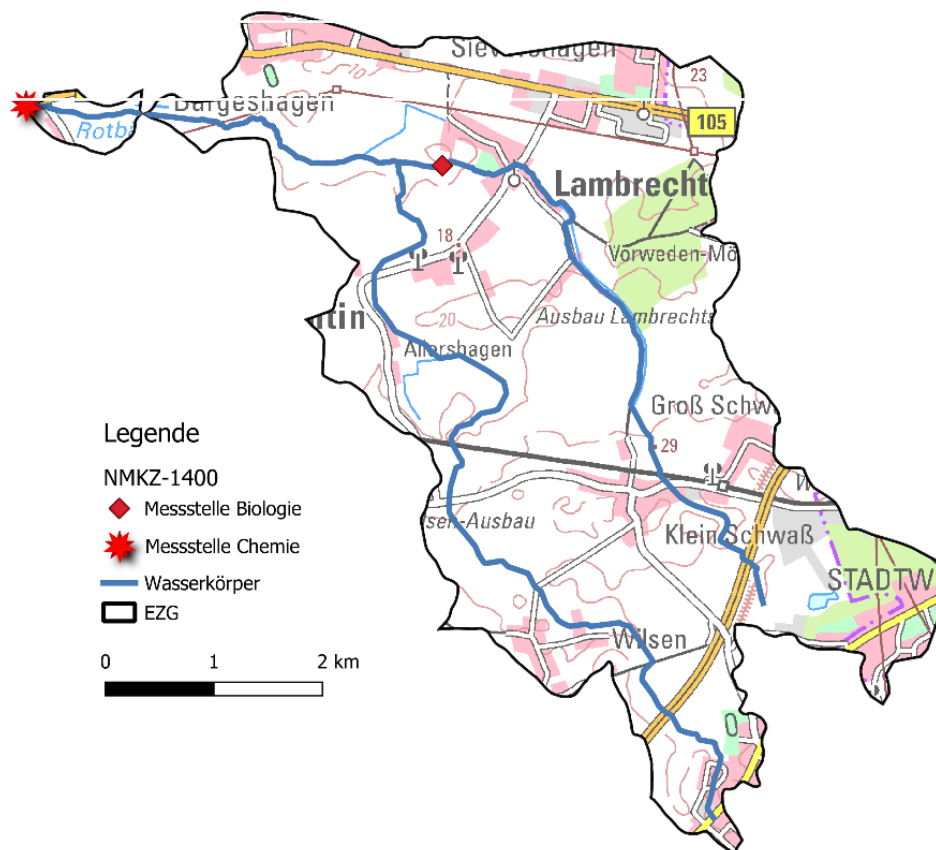 10
23
105
Rotb
Lambrecht
Vorweden-Mö
18
ntin
20
Ausbau Lambrechts
Allershagen
Groß Schw
29
sen-Ausbau
Klein Schwaß
STADTW
Wilsen
Legende
NMKZ-1400
Messstelle Biologie
Messstelle Chemie
Wasserkörper
EZG
0 1 2 km